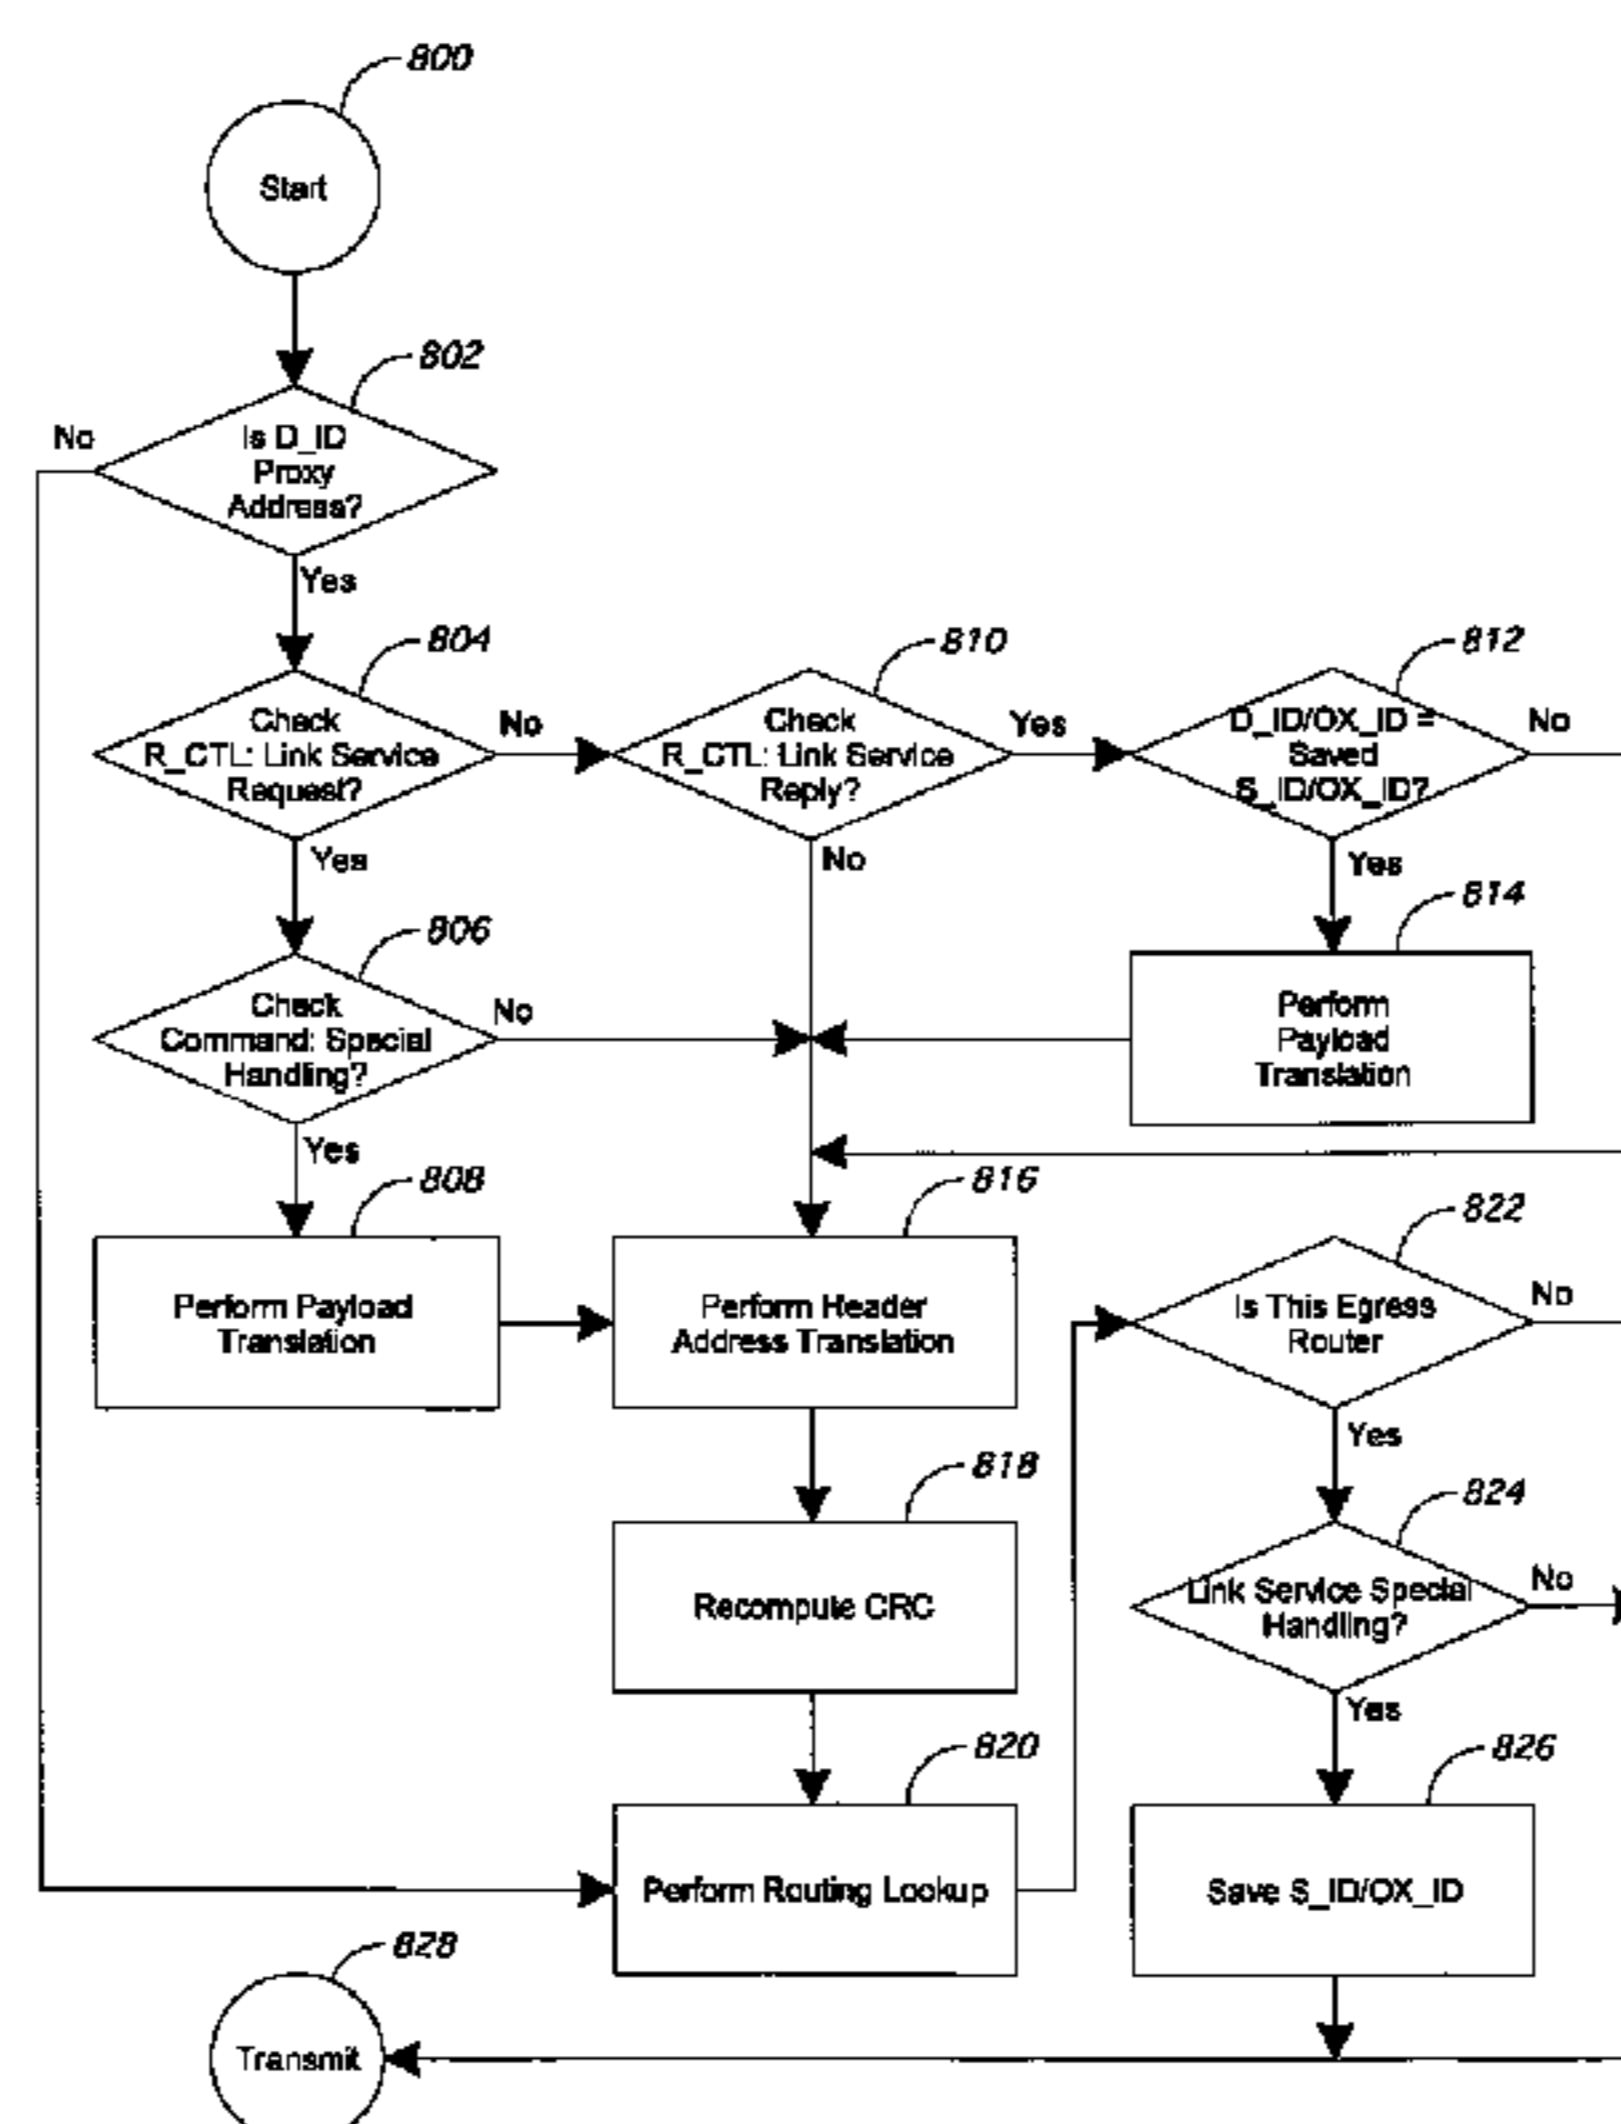 800
Start
802
No
Is D_ID
Proxy
Address?
Yes
804
Check
R_CTL: Link Service
Request?
No
Yes
810
Check
R_CTL: Link Service
Reply?
Yes
No
812
D_ID/OX_ID =
Saved
S_ID/OX_ID?
No
Yes
806
Check
Command: Special
Handling?
No
Yes
814
Perform
Payload
Translation
808
Perform Payload
Translation
816
Perform Header
Address Translation
822
Is This Egress
Router
No
Yes
818
Recompute CRC
824
Link Service Special
Handling?
No
Yes
820
Perform Routing Lookup
826
Save S_ID/OX_ID
828
Transmit